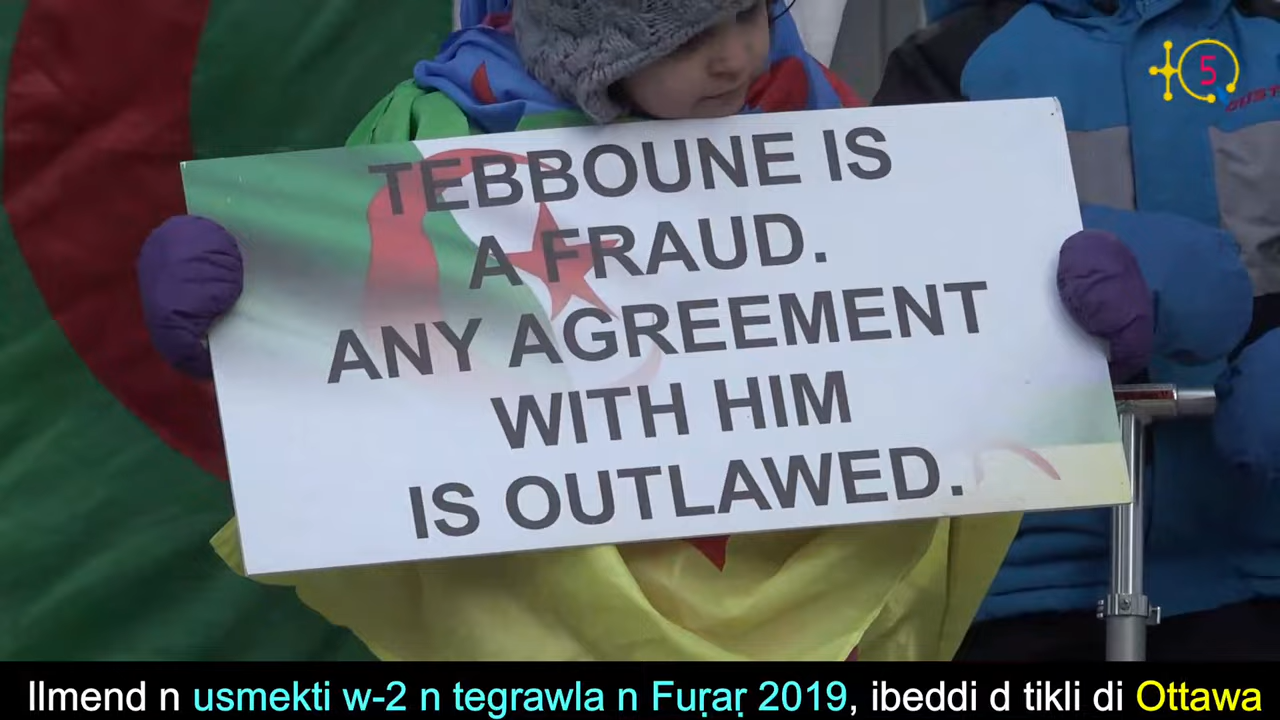 5
TEBBOUNE IS
A FRAUD.
ANY AGREEMENT
WITH HIM
IS OUTLAWED.
Ilmend n usmekti w-2 n tegrawla n Fuṛaṛ 2019, ibeddi d tikli di Ottawa